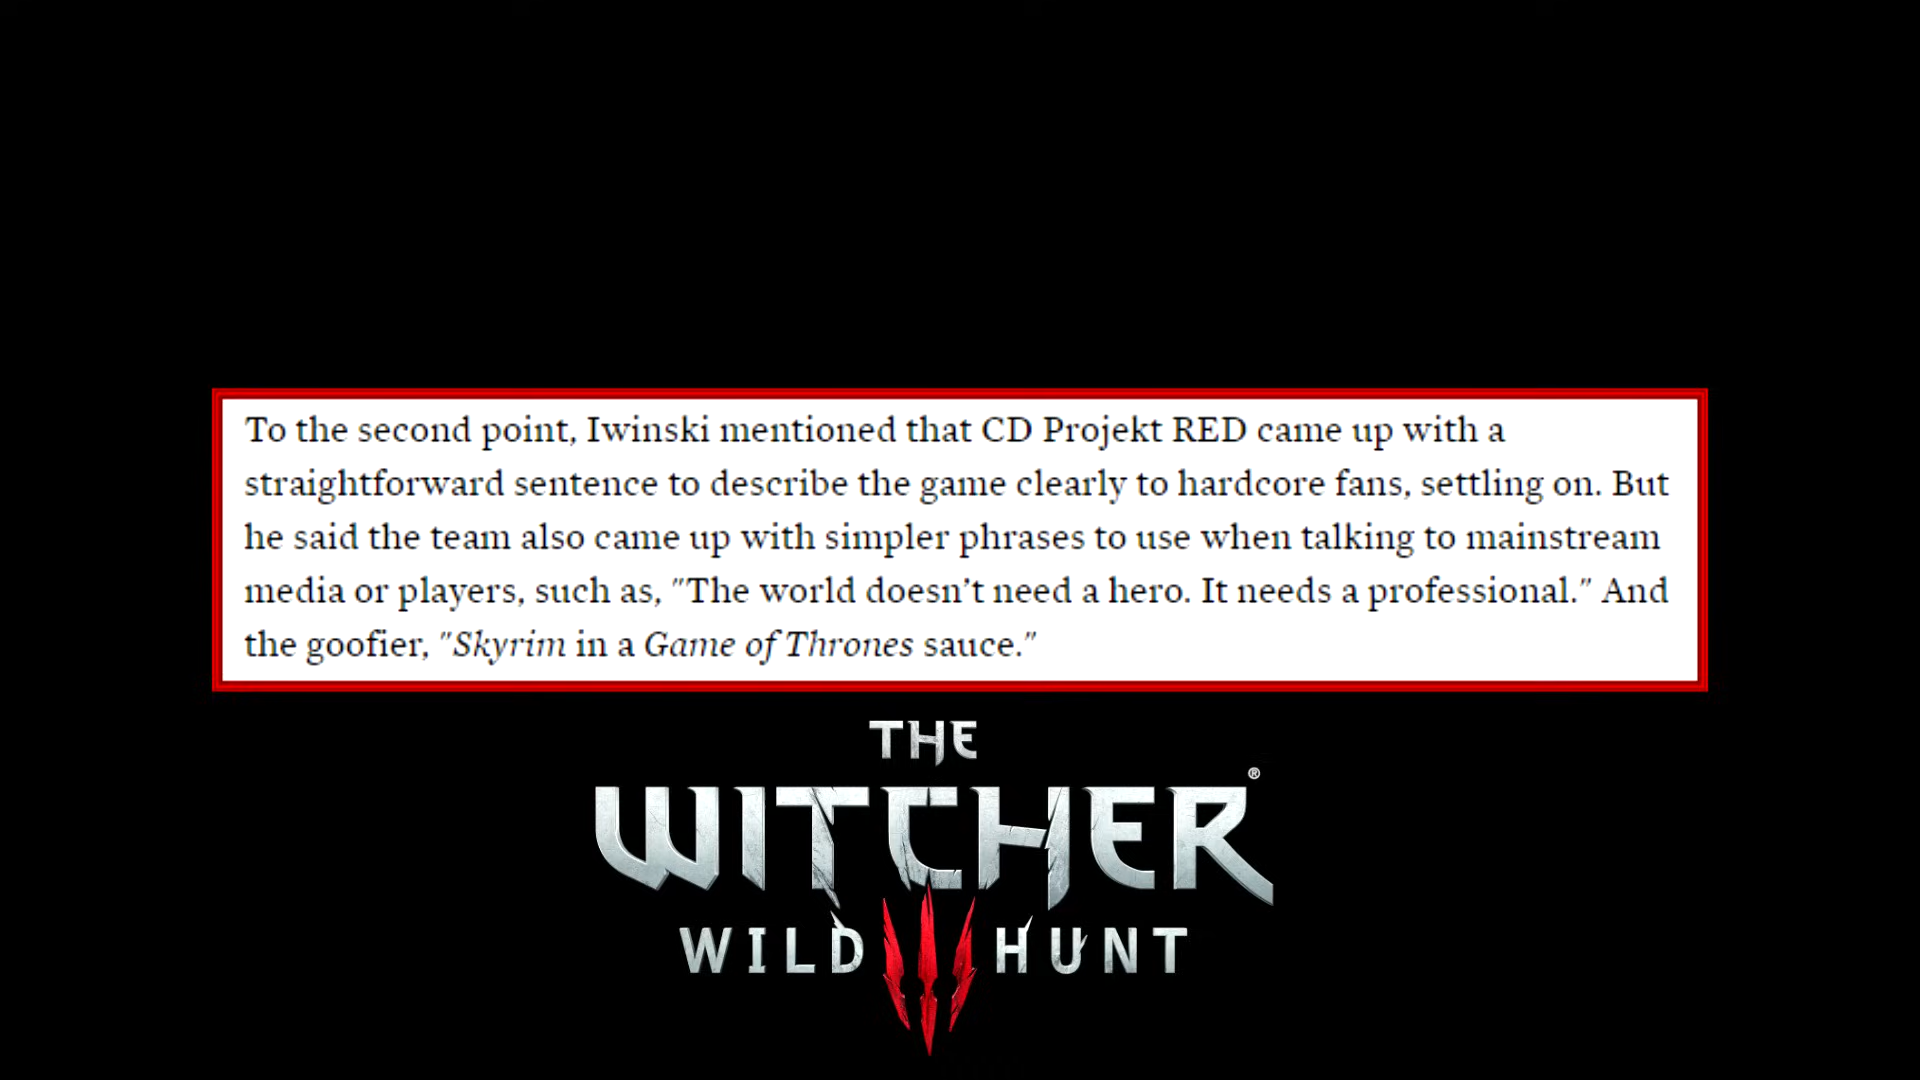 To the second point, Iwinski mentioned that CD Projekt RED came up with a
straightforward sentence to describe the game clearly to hardcore fans, settling on. But
he said the team also came up with simpler phrases to use when talking to mainstream
media or players, such as, "The world doesn’t need a hero. It needs a professional." And
the goofier, "Skyrim in a Game of Thrones sauce."
THE
WITCHER®
WILD HUNT